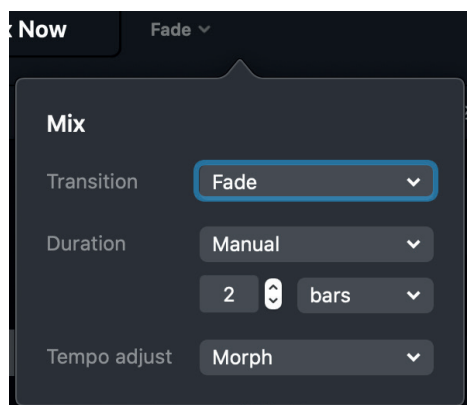 Now Fade
Mix
Transition Fade
Duration Manual
2 bars
Tempo adjust Morph